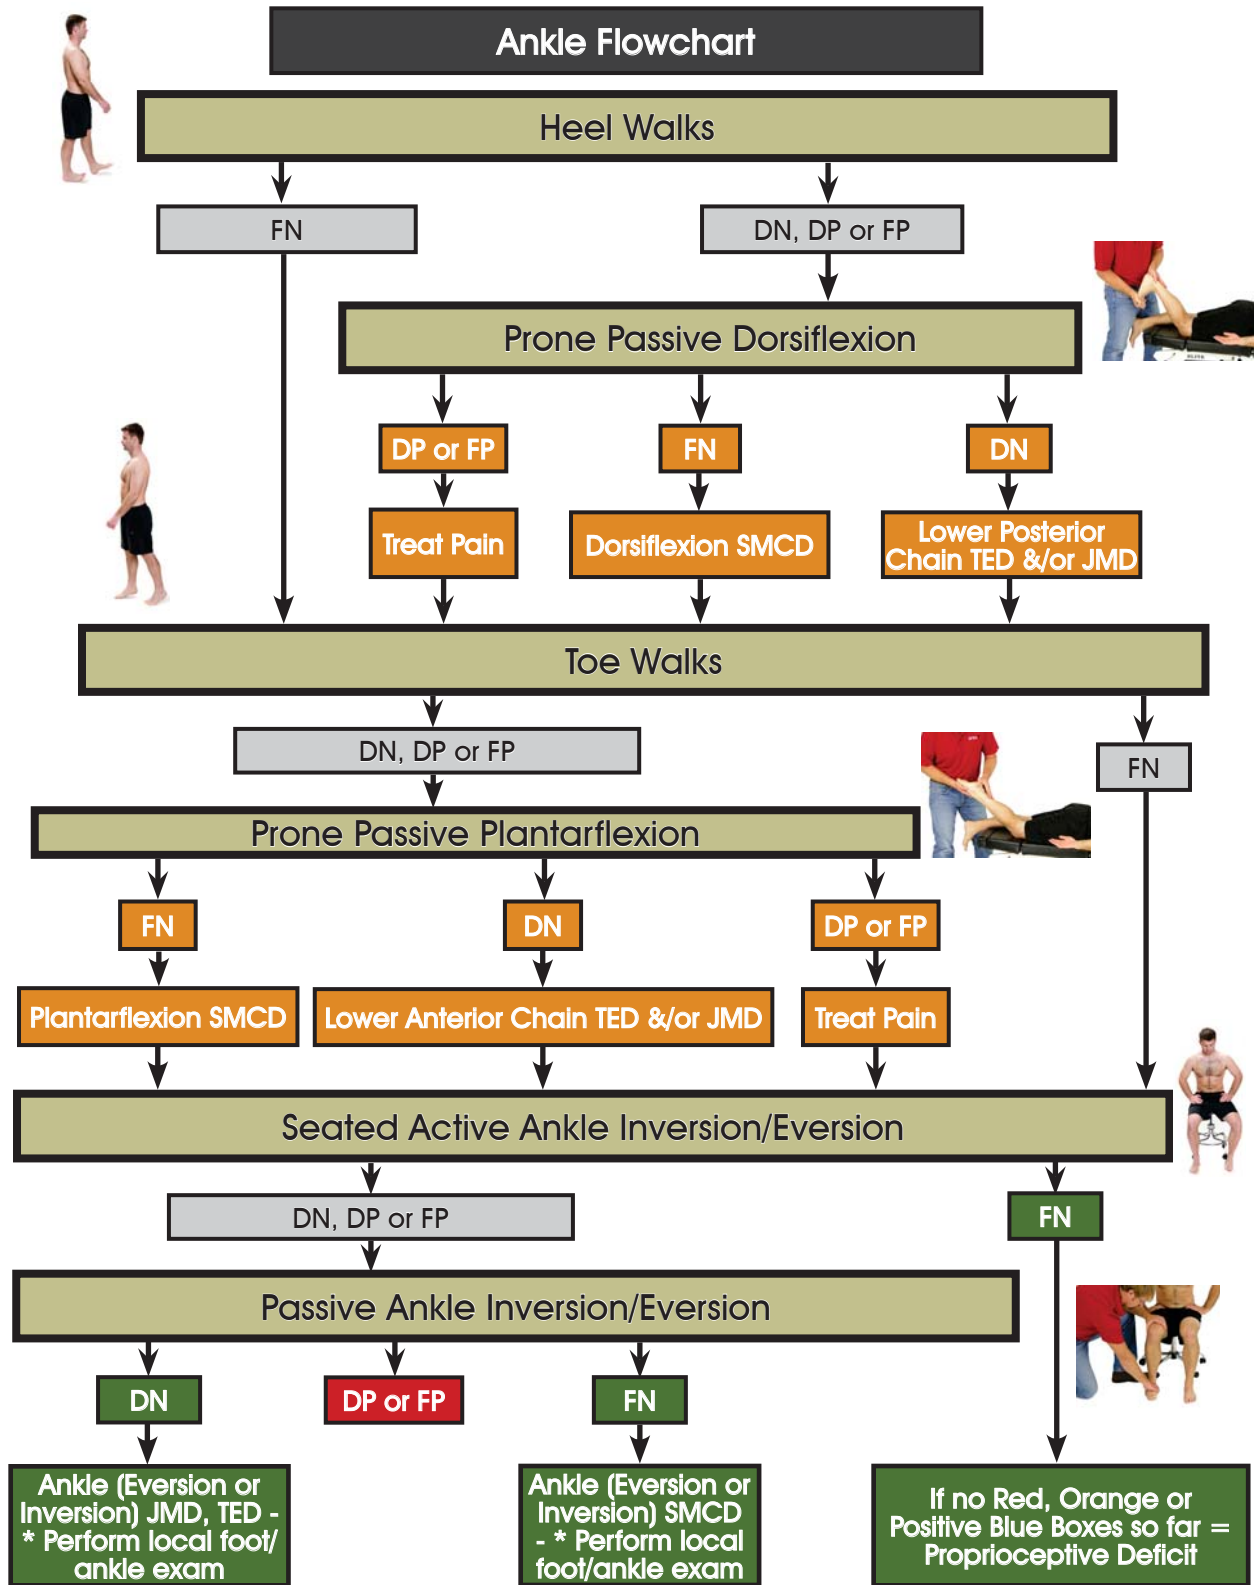 Ankle Flowchart
Heel Walks
FN
DN, DP or FP
Prone Passive Dorsiflexion
DP or FP
FN
DN
Treat Pain
Dorsiflexion SMCD
Lower Posterior
Chain TED &/or JMD
Toe Walks
DN, DP or FP
FN
Prone Passive Plantarflexion
FN
DN
DP or FP
Plantarflexion SMCD
Lower Anterior Chain TED &/or JMD
Treat Pain
Seated Active Ankle Inversion/Eversion
DN, DP or FP
FN
Passive Ankle Inversion/Eversion
DN
DP or FP
FN
Ankle (Eversion or
Inversion) JMD, TED -
* Perform local foot/
ankle exam
Ankle (Eversion or
Inversion) SMCD
- * Perform local
foot/ankle exam
If no Red, Orange or
Positive Blue Boxes so far =
Proprioceptive Deficit